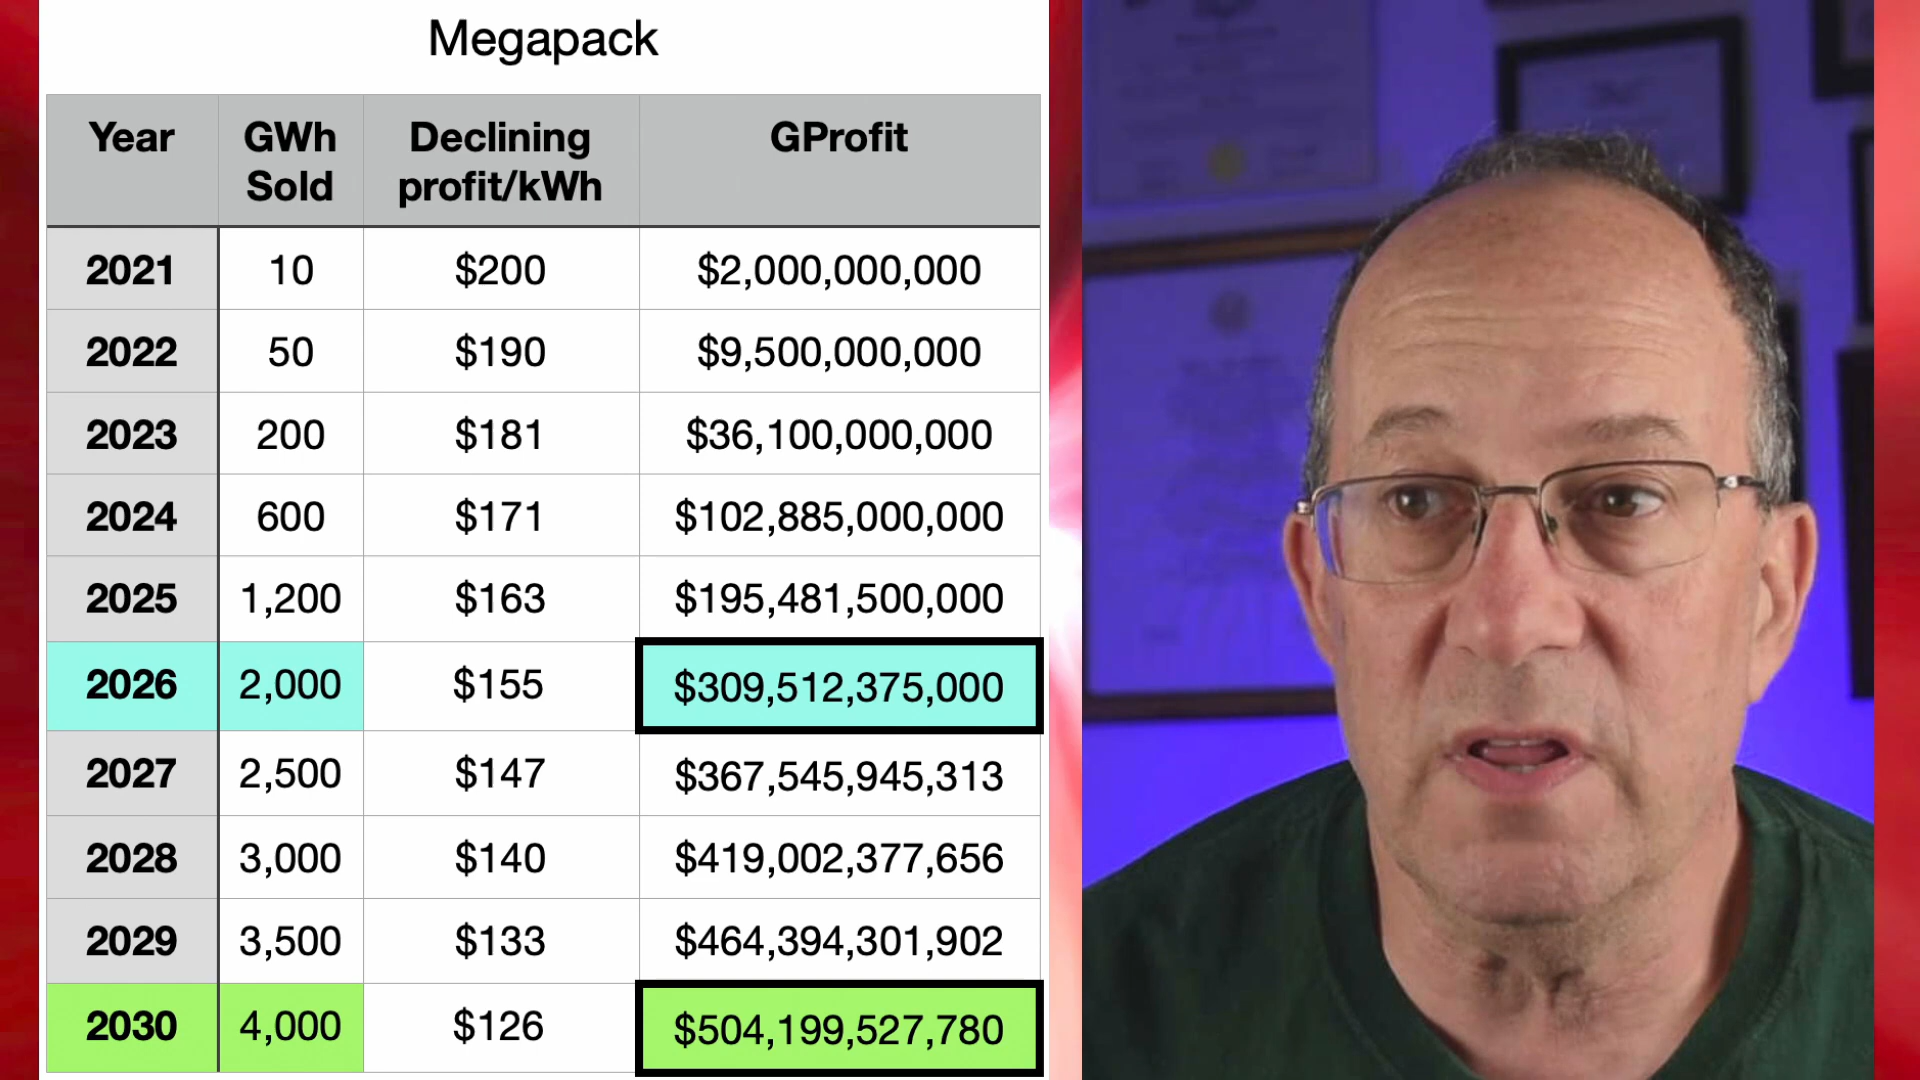 Megapack
Year GWh Sold Declining profit/kWh GProfit
2021 10 $200 $2,000,000,000
2022 50 $190 $9,500,000,000
2023 200 $181 $36,100,000,000
2024 600 $171 $102,885,000,000
2025 1,200 $163 $195,481,500,000
2026 2,000 $155 $309,512,375,000
2027 2,500 $147 $367,545,945,313
2028 3,000 $140 $419,002,377,656
2029 3,500 $133 $464,394,301,902
2030 4,000 $126 $504,199,527,780